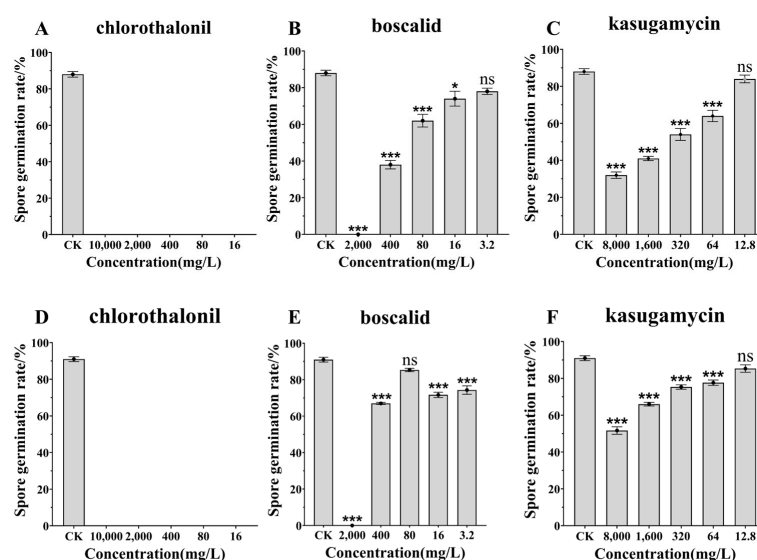 A chlorothalonil
Spore germination rate/%
100
80
60
40
20
0
CK 10,000 2,000 400 80 16
Concentration(mg/L)
B boscalid
Spore germination rate/%
100
80
60
40
20
0
*** *** *** * ns
CK 2,000 400 80 16 3.2
Concentration(mg/L)
C kasugamycin
Spore germination rate/%
100
80
60
40
20
0
*** *** *** *** ns
CK 8,000 1,600 320 64 12.8
Concentration(mg/L)
D chlorothalonil
Spore germination rate/%
100
80
60
40
20
0
CK 10,000 2,000 400 80 16
Concentration(mg/L)
E boscalid
Spore germination rate/%
100
80
60
40
20
0
*** *** ns *** ***
CK 2,000 400 80 16 3.2
Concentration(mg/L)
F kasugamycin
Spore germination rate/%
100
80
60
40
20
0
*** *** *** *** ns
CK 8,000 1,600 320 64 12.8
Concentration(mg/L)